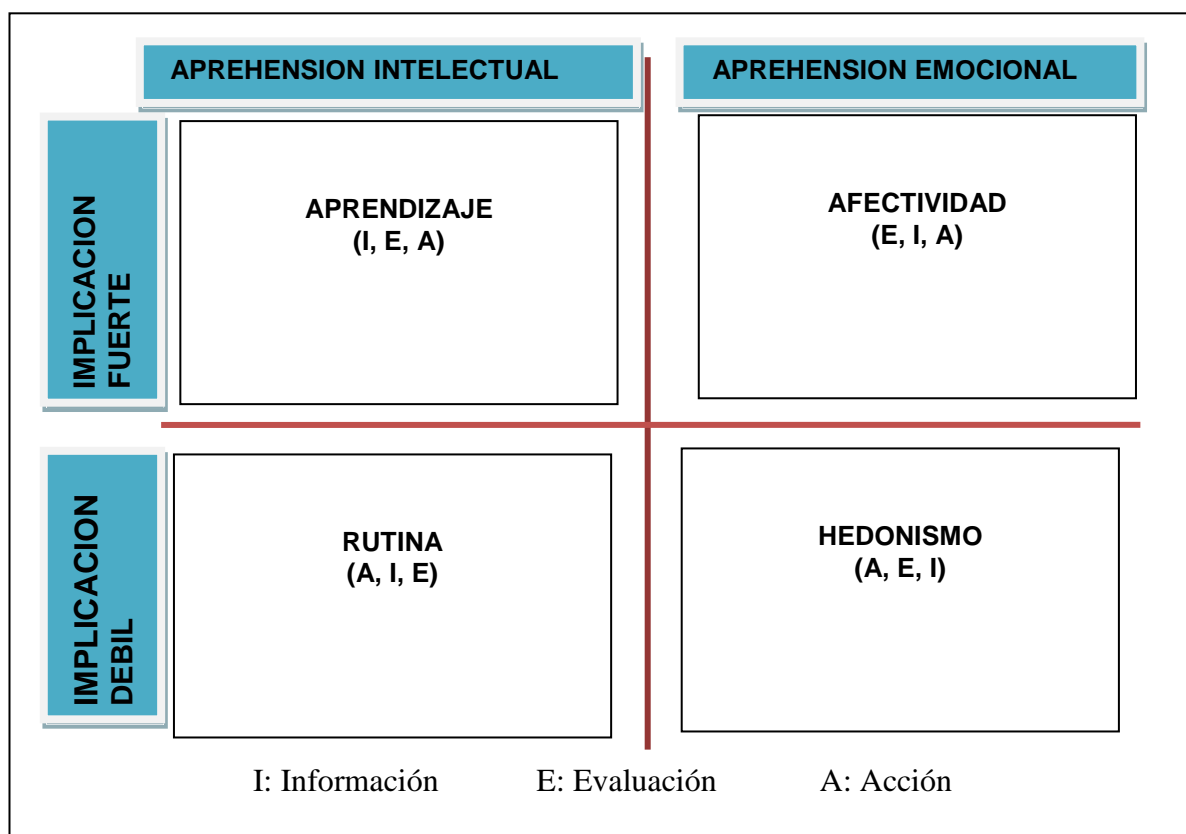 APREHENSION INTELECTUAL
APREHENSION EMOCIONAL
IMPLICACION
FUERTE
APRENDIZAJE
(I, E, A)
AFECTIVIDAD
(E, I, A)
IMPLICACION
DEBIL
RUTINA
(A, I, E)
HEDONISMO
(A, E, I)
I: Información E: Evaluación A: Acción